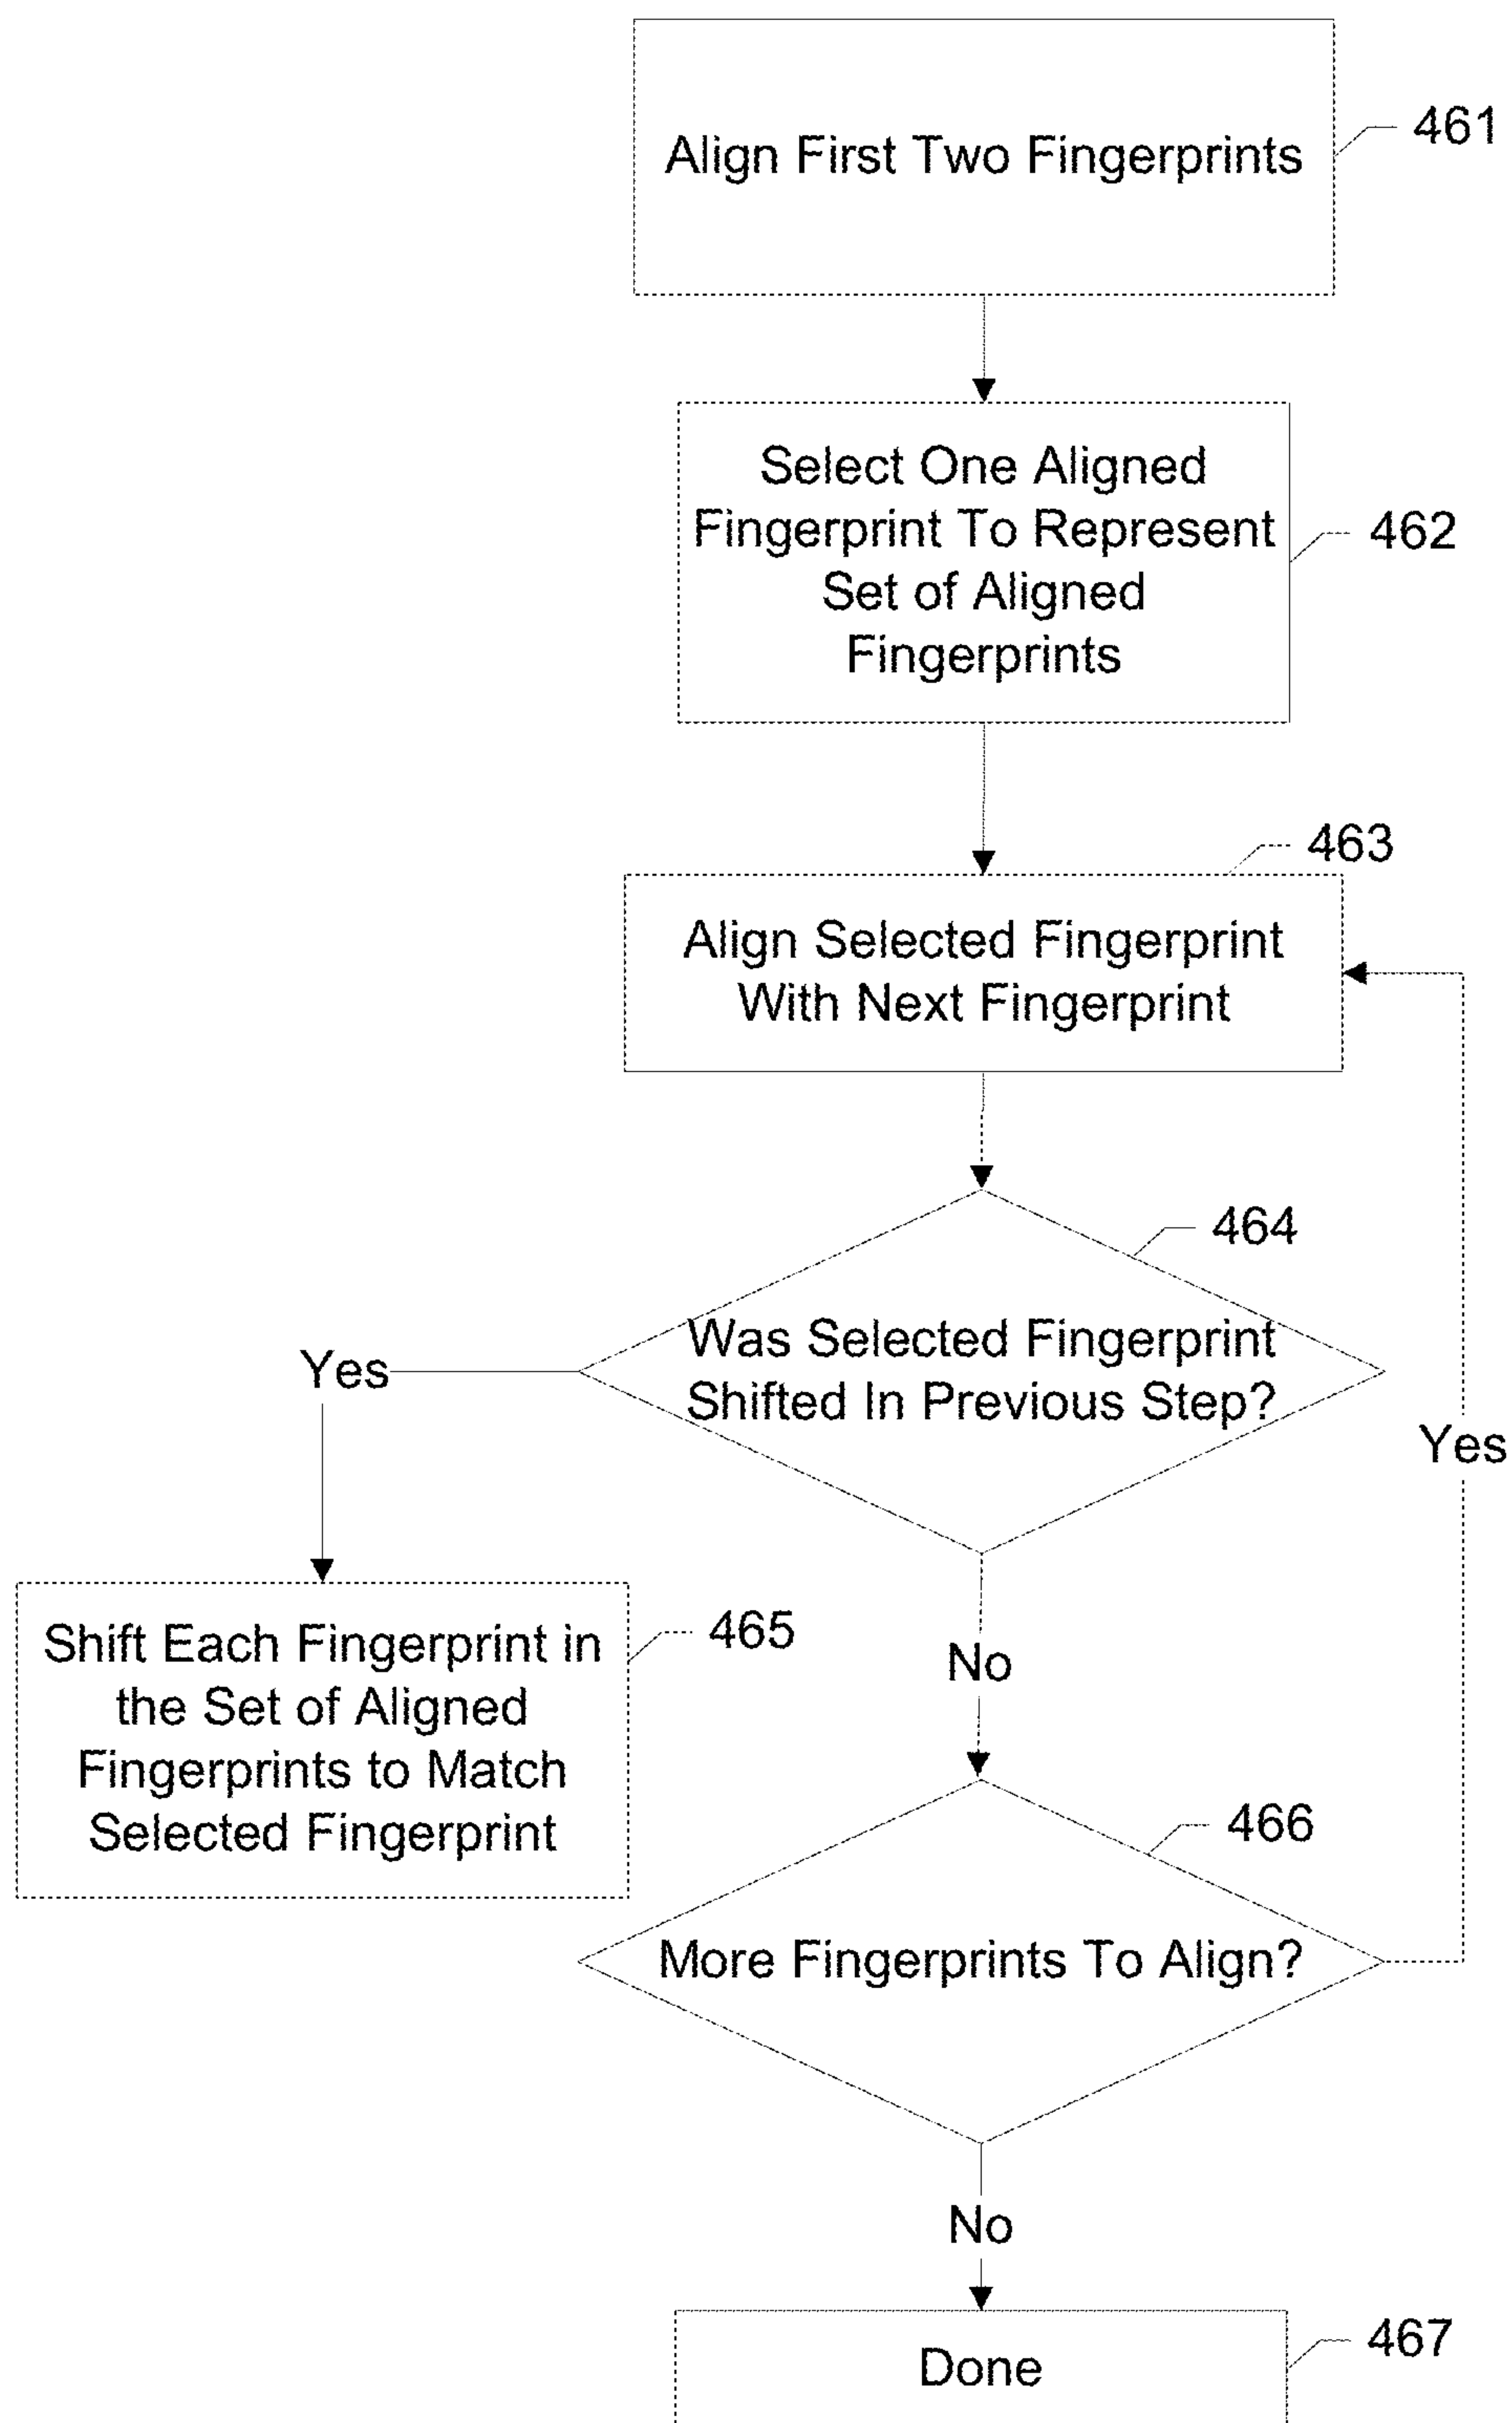 Align First Two Fingerprints
461
Select One Aligned
Fingerprint To Represent
Set of Aligned
Fingerprints
462
463
Align Selected Fingerprint
With Next Fingerprint
464
Was Selected Fingerprint
Shifted In Previous Step?
Yes
Yes
Shift Each Fingerprint in
the Set of Aligned
Fingerprints to Match
Selected Fingerprint
465
No
466
More Fingerprints To Align?
No
Done
467